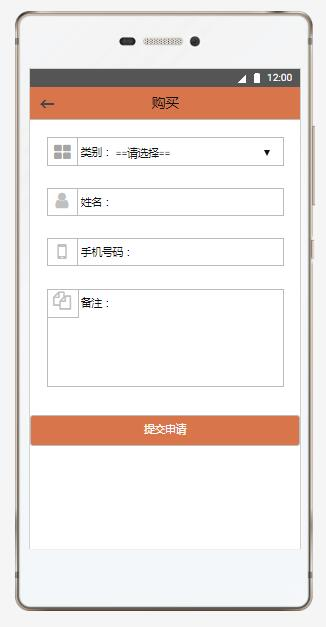 12:00
购买
类别： ==请选择==
姓名：
手机号码：
备注：
提交申请